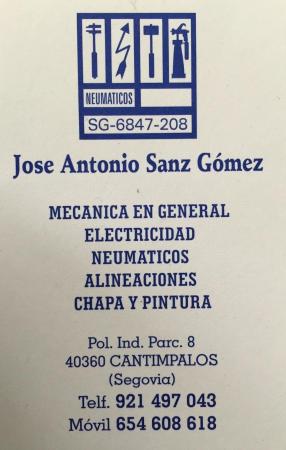 NEUMATICOS
SG-6847-208
Jose Antonio Sanz Gómez
MECANICA EN GENERAL
ELECTRICIDAD
NEUMATICOS
ALINEACIONES
CHAPA Y PINTURA
Pol. Ind. Parc. 8
40360 CANTIMPALOS
(Segovia)
Telf. 921 497 043
Móvil 654 608 618